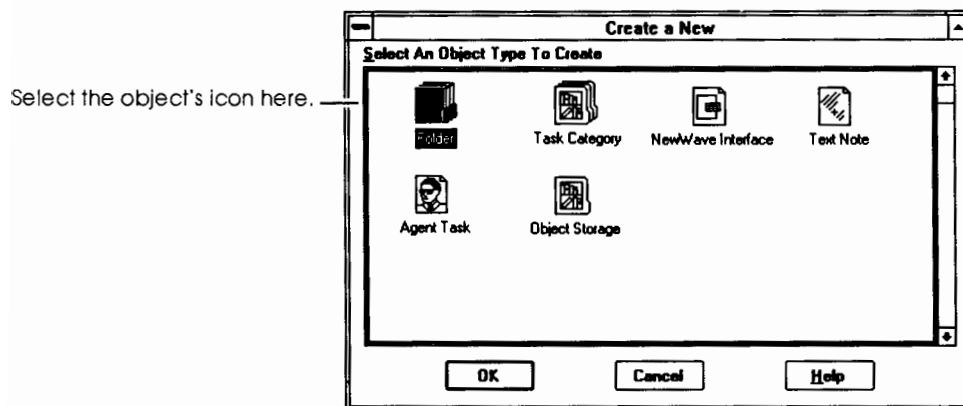 Create a New
Select An Object Type To Create
Select the object's icon here.
Folder
Task Category
NewWave Interface
Text Note
Agent Task
Object Storage
OK
Cancel
Help